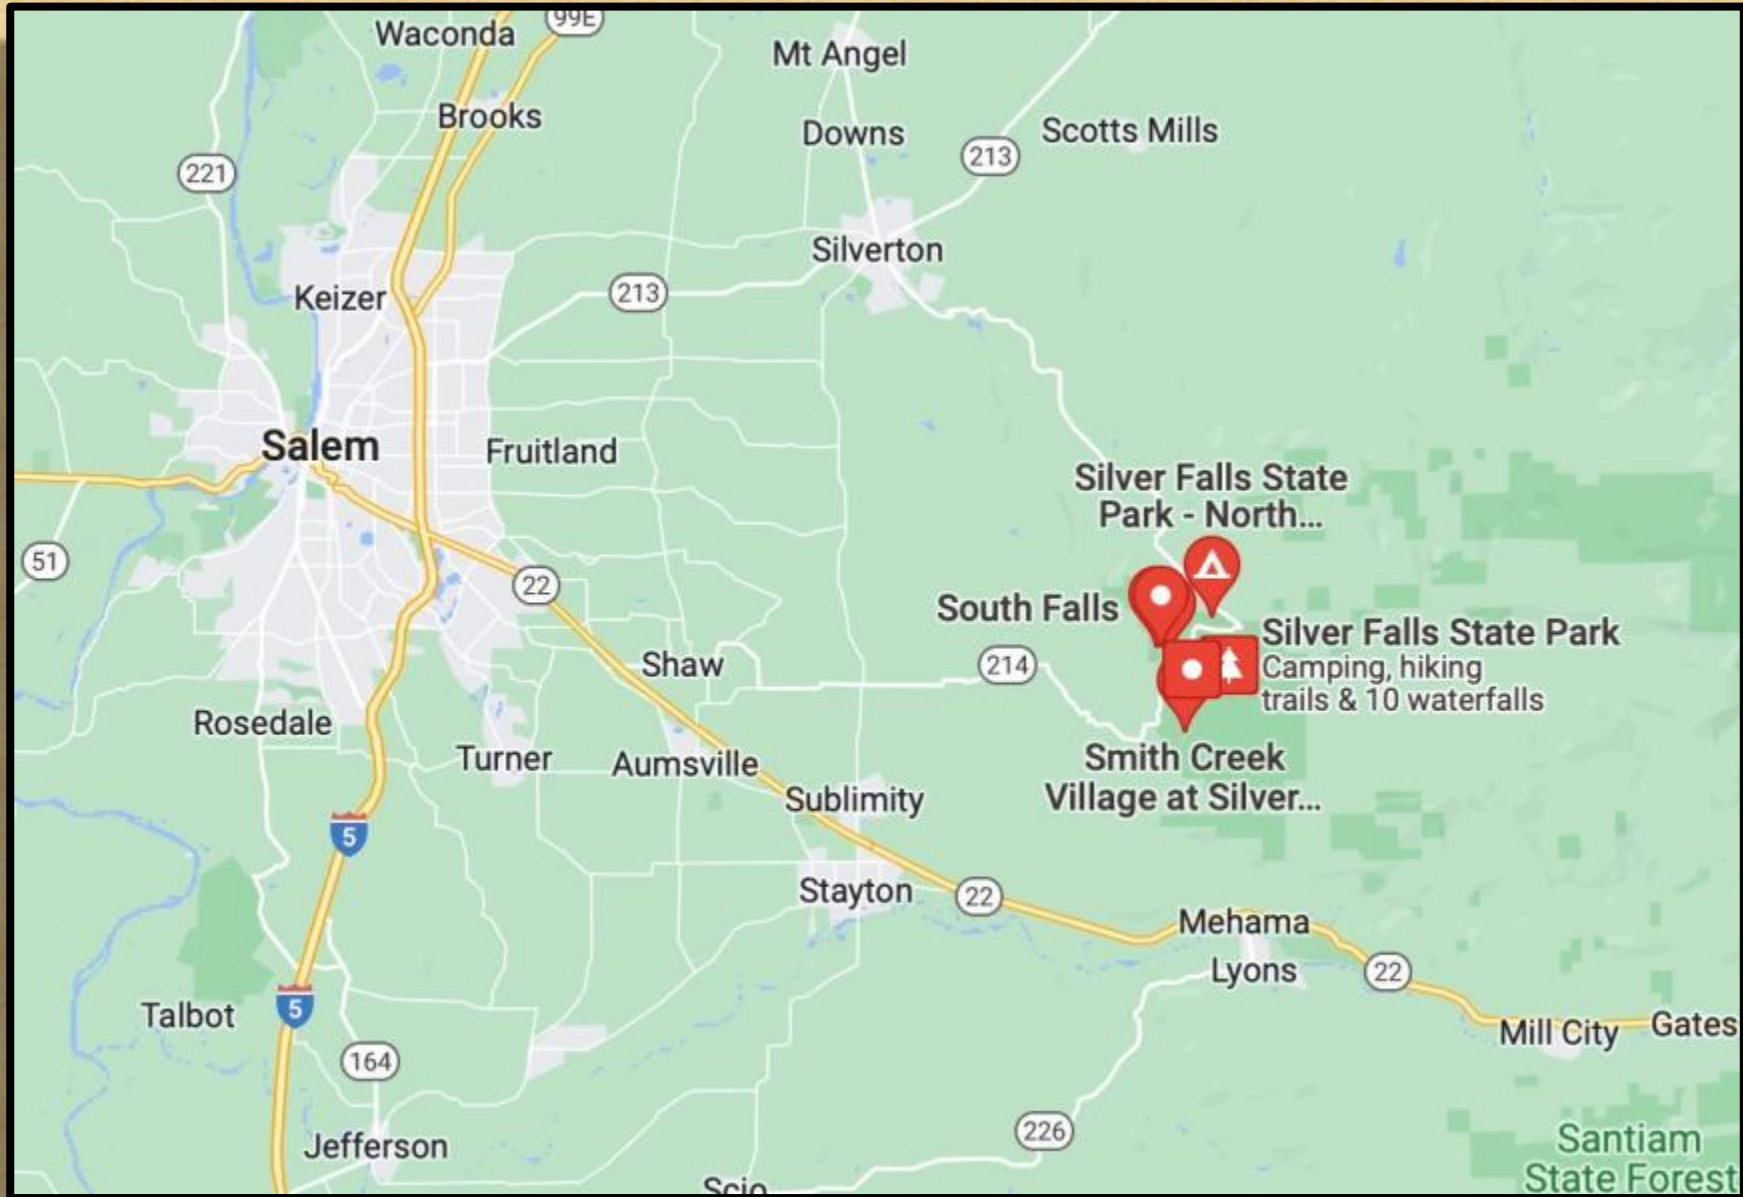 Waconda
99E
Mt Angel
Brooks
Downs
Scotts Mills
213
221
Silverton
Keizer
213
Salem
Fruitland
Silver Falls State
Park - North...
51
22
South Falls
Silver Falls State Park
Camping, hiking
trails & 10 waterfalls
Shaw
214
Rosedale
Turner
Aumsville
Smith Creek
Village at Silver...
Sublimity
5
Stayton
22
Mehama
Lyons
22
5
Talbot
Mill City
Gates
164
226
Jefferson
Santiam
State Forest
Scio